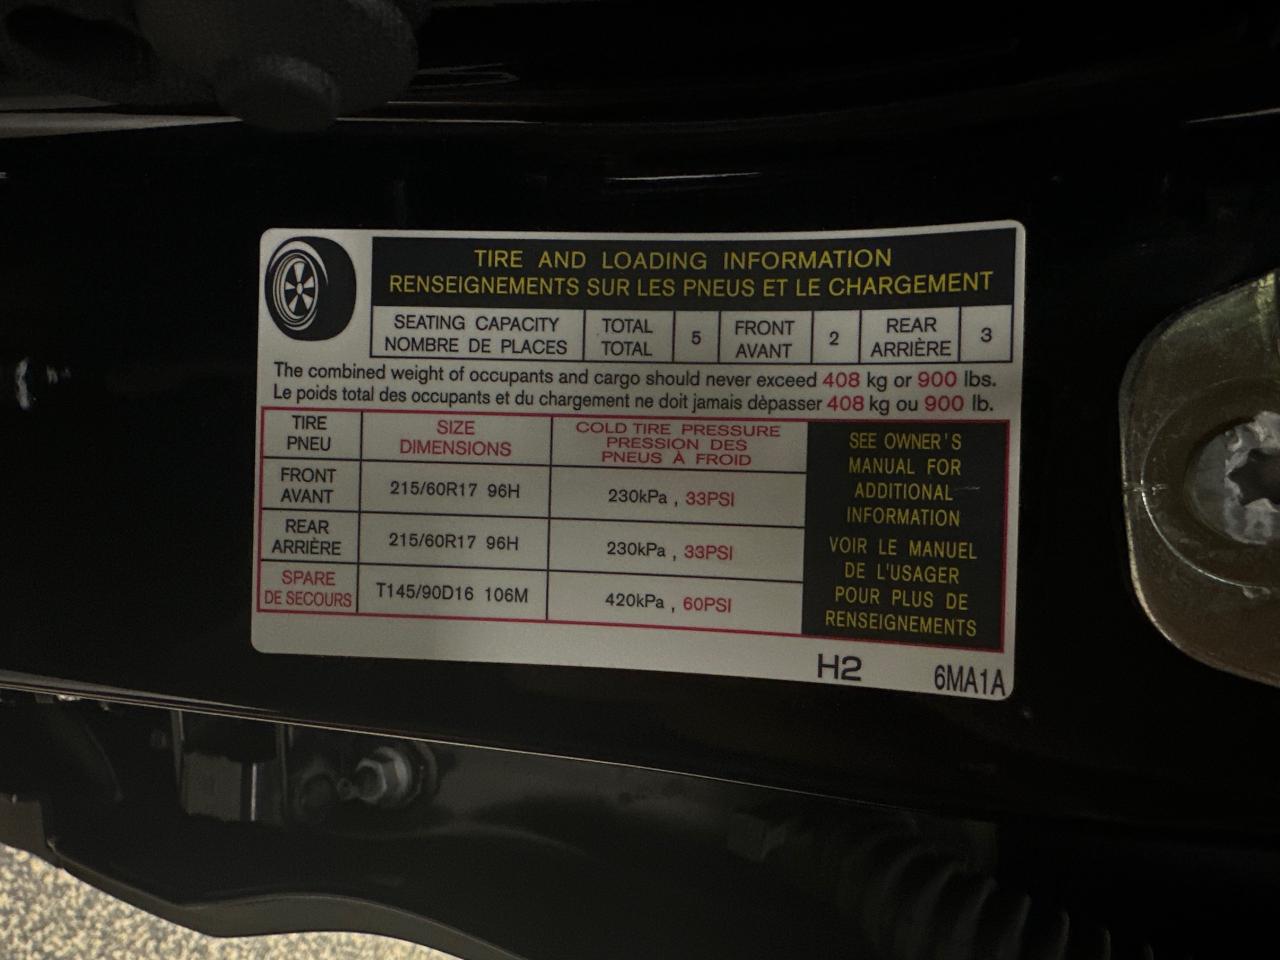 TIRE AND LOADING INFORMATION
RENSEIGNEMENTS SUR LES PNEUS ET LE CHARGEMENT
SEATING CAPACITY
NOMBRE DE PLACES
TOTAL
TOTAL
5
FRONT
AVANT
2
REAR
ARRIÈRE
3
The combined weight of occupants and cargo should never exceed 408 kg or 900 lbs.
Le poids total des occupants et du chargement ne doit jamais dèpasser 408 kg ou 900 lb.
TIRE
PNEU
SIZE
DIMENSIONS
COLD TIRE PRESSURE
PRESSION DES
PNEUS À FROID
FRONT
AVANT
215/60R17 96H
230kPa , 33PSI
REAR
ARRIÈRE
215/60R17 96H
230kPa , 33PSI
SPARE
DE SECOURS
T145/90D16 106M
420kPa , 60PSI
SEE OWNER'S
MANUAL FOR
ADDITIONAL
INFORMATION
VOIR LE MANUEL
DE L'USAGER
POUR PLUS DE
RENSEIGNEMENTS
H2
6MA1A